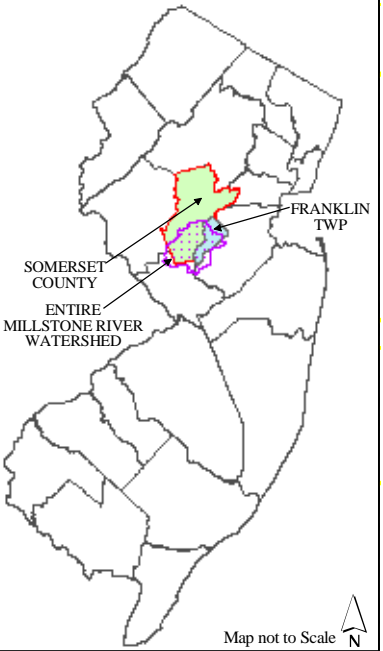 FRANKLIN
TWP
SOMERSET
COUNTY
ENTIRE
MILLSTONE RIVER
WATERSHED
Map not to Scale
N